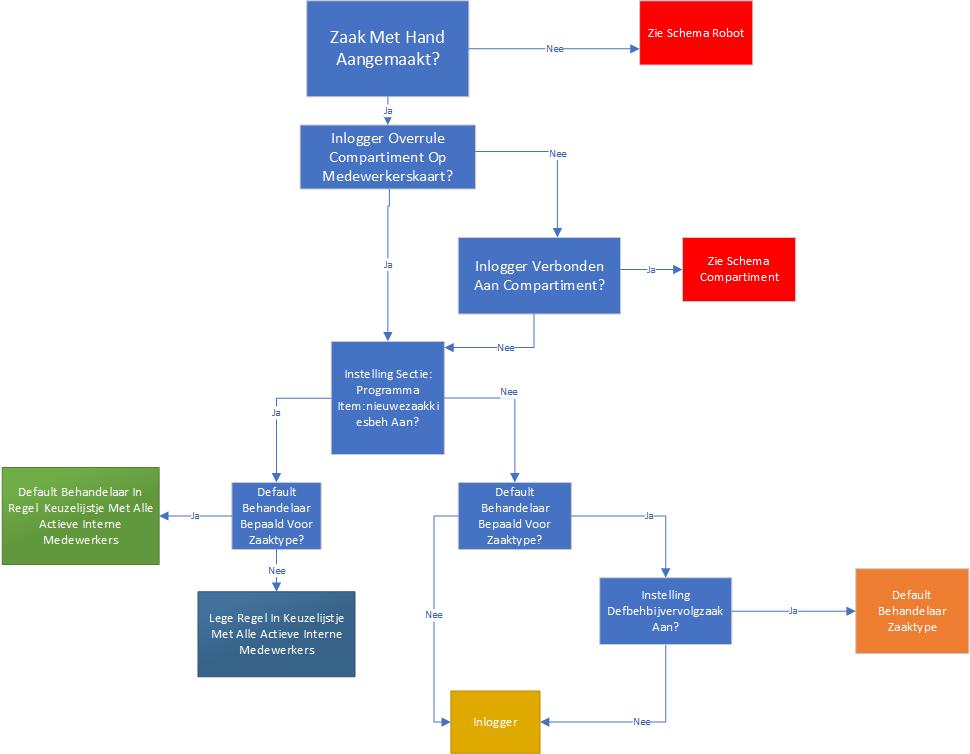 Zaak Met Hand
Aangemaakt?
Nee
Zie Schema Robot
Ja
Inlogger Overrule
Compartiment Op
Medewerkerskaart?
Nee
Ja
Inlogger Verbonden
Aan Compartiment?
Ja
Zie Schema
Compartiment
Nee
Instelling Sectie:
Programma
Item:nieuwezaakki
esbeh Aan?
Ja
Nee
Default Behandelaar In
Regel Keuzelijstje Met Alle
Actieve Interne
Medewerkers
Ja
Default
Behandelaar
Bepaald Voor
Zaaktype?
Nee
Lege Regel In Keuzelijstje
Met Alle Actieve Interne
Medewerkers
Default
Behandelaar
Bepaald Voor
Zaaktype?
Ja
Nee
Instelling
Defbehbijvervolgzaak
Aan?
Ja
Default
Behandelaar
Zaaktype
Inlogger
Nee